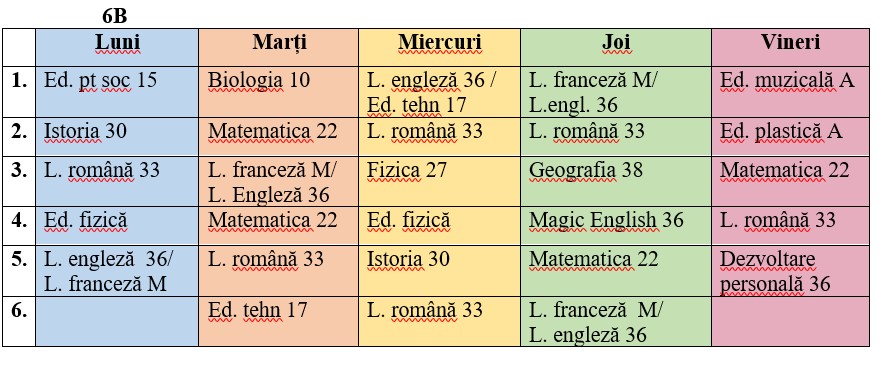 6B
Luni Marți Miercuri Joi Vineri
1. Ed. pt soc 15 Biologia 10 L. engleză 36 / L. franceză M/ Ed. muzicală A
Ed. tehn 17 L.engl. 36
2. Istoria 30 Matematica 22 L. română 33 L. română 33 Ed. plastică A
3. L. română 33 L. franceză M/ Fizica 27 Geografia 38 Matematica 22
L. Engleză 36
4. Ed. fizică Matematica 22 Ed. fizică Magic English 36 L. română 33
5. L. engleză 36/ L. română 33 Istoria 30 Matematica 22 Dezvoltare
L. franceză M personală 36
6. Ed. tehn 17 L. română 33 L. franceză M/
L. engleză 36